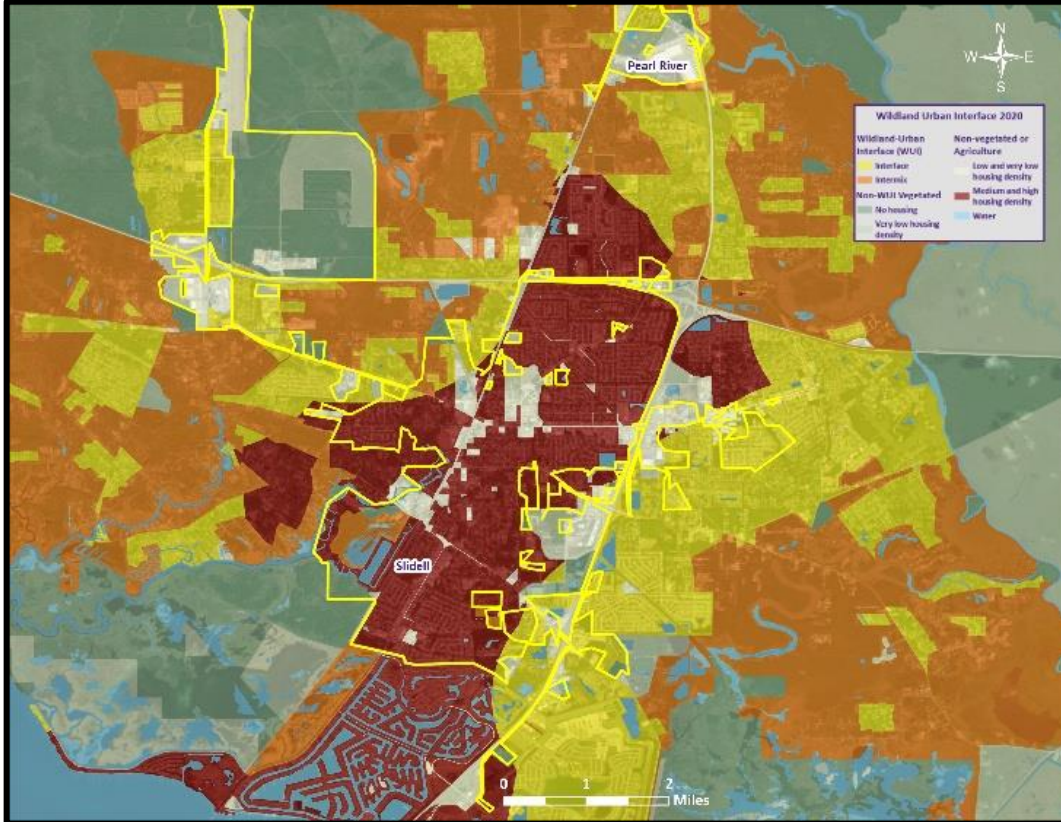 Pearl River
N
W E
S
Wildland Urban Interface 2020
Wildland-Urban
Interface (WUI)
Interface
Intermix
Non-WUI Vegetated
No housing
Very low housing
density
Non-vegetated or
Agriculture
Low and very low
housing density
Medium and high
housing density
Water
Slidell
0 1 2
Miles